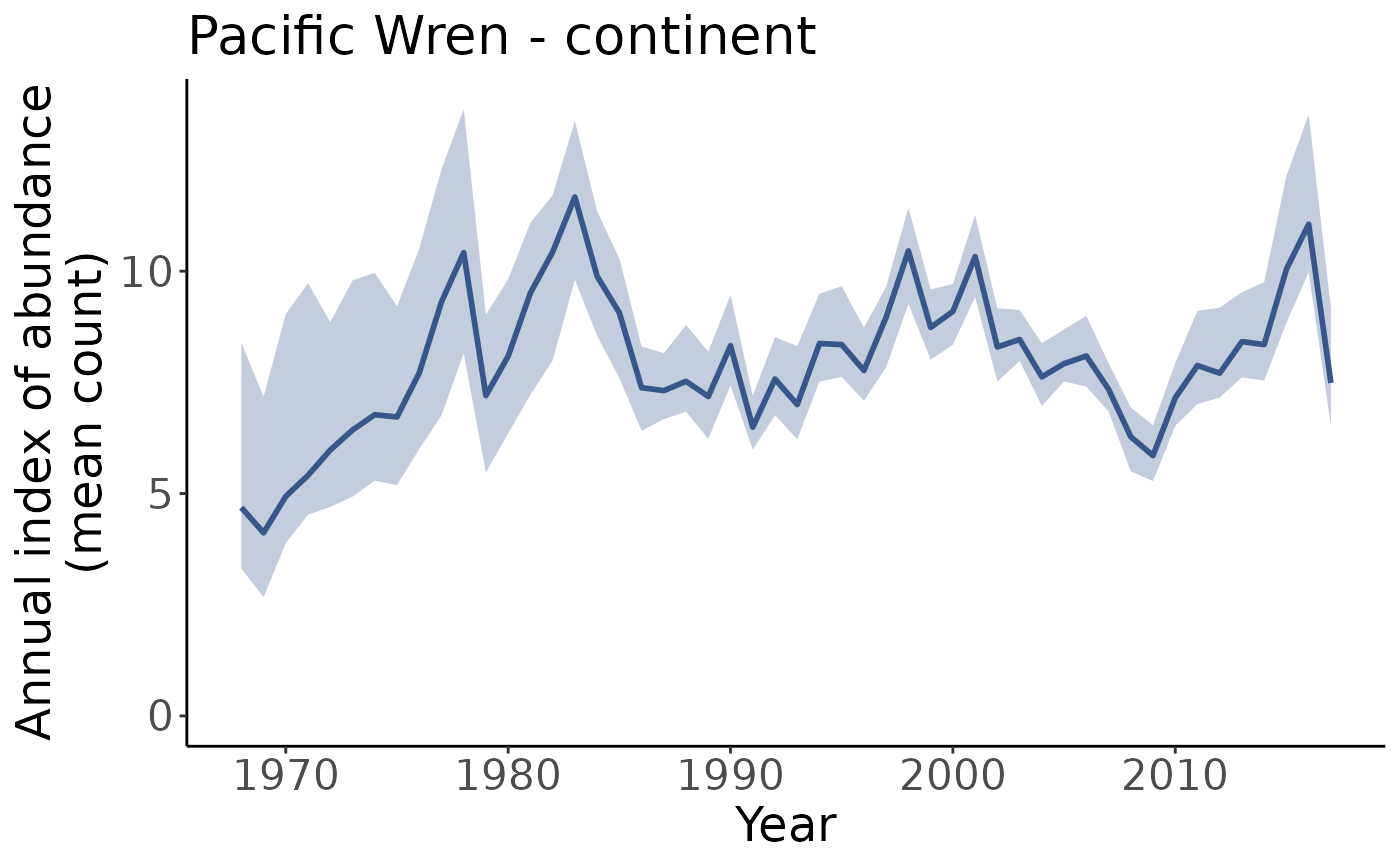 Pacific Wren - continent
Annual index of abundance
(mean count)
10
5
0
1970 1980 1990 2000 2010
Year